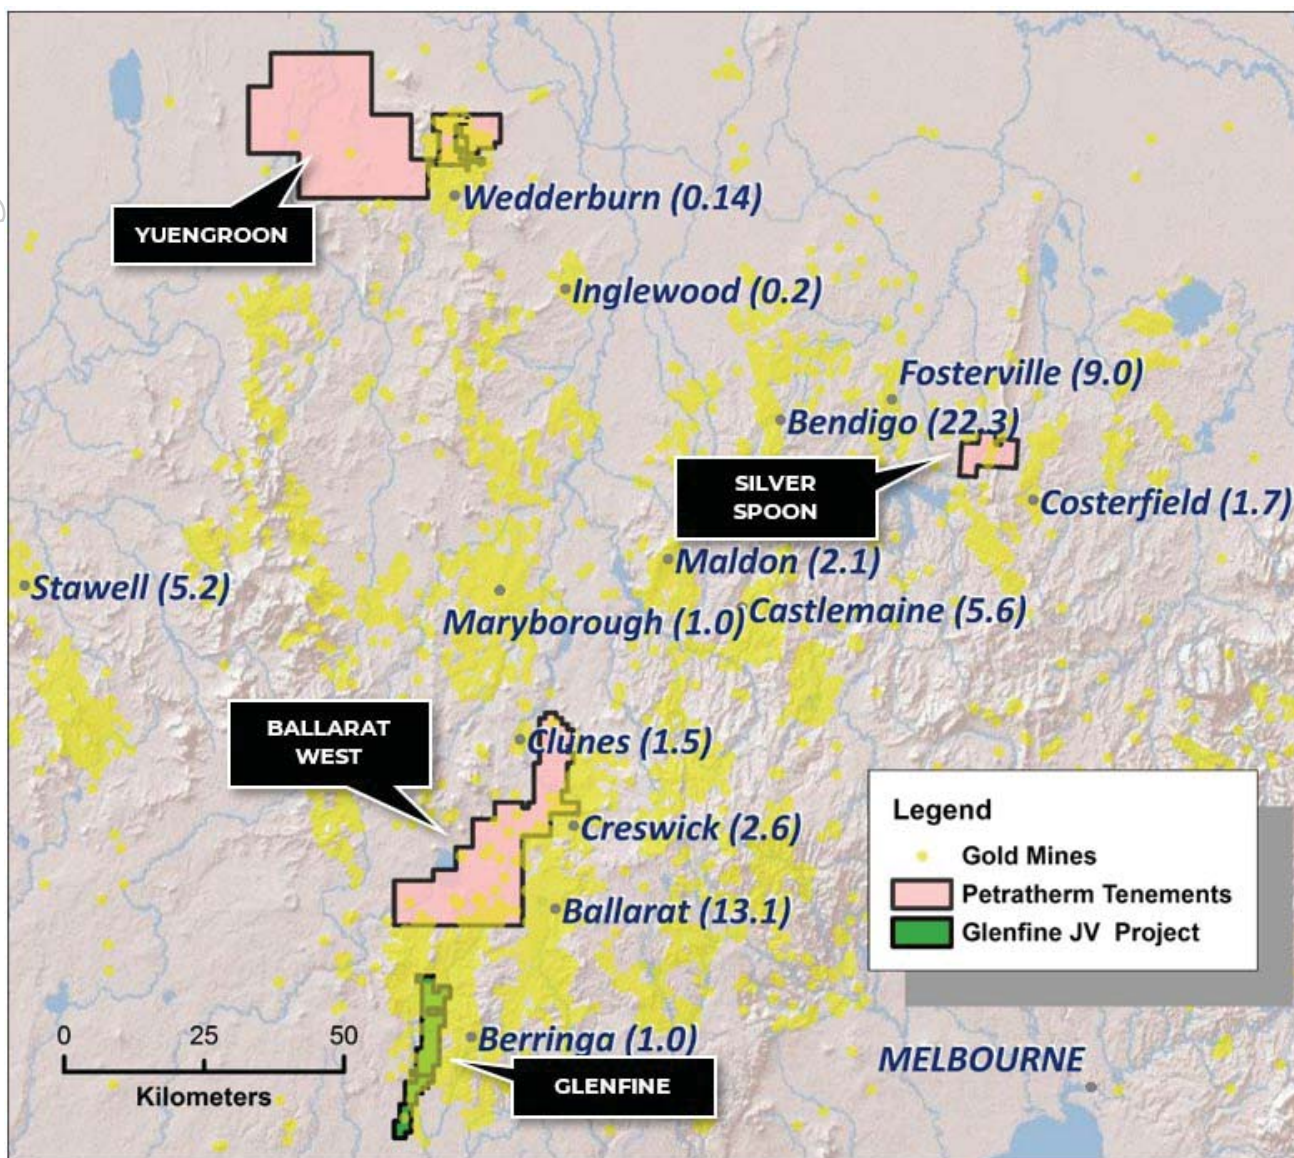 YUENGROON
Wedderburn (0.14)
Inglewood (0.2)
Fosterville (9.0)
Bendigo (22.3)
SILVER
SPOON
Costerfield (1.7)
Maldon (2.1)
Stawell (5.2)
Castlemaine (5.6)
Maryborough (1.0)
BALLARAT
WEST
Clunes (1.5)
Creswick (2.6)
Ballarat (13.1)
Legend
Gold Mines
Petratherm Tenements
Glenfine JV Project
0 25 50
Kilometers
Berringa (1.0)
GLENFINE
MELBOURNE